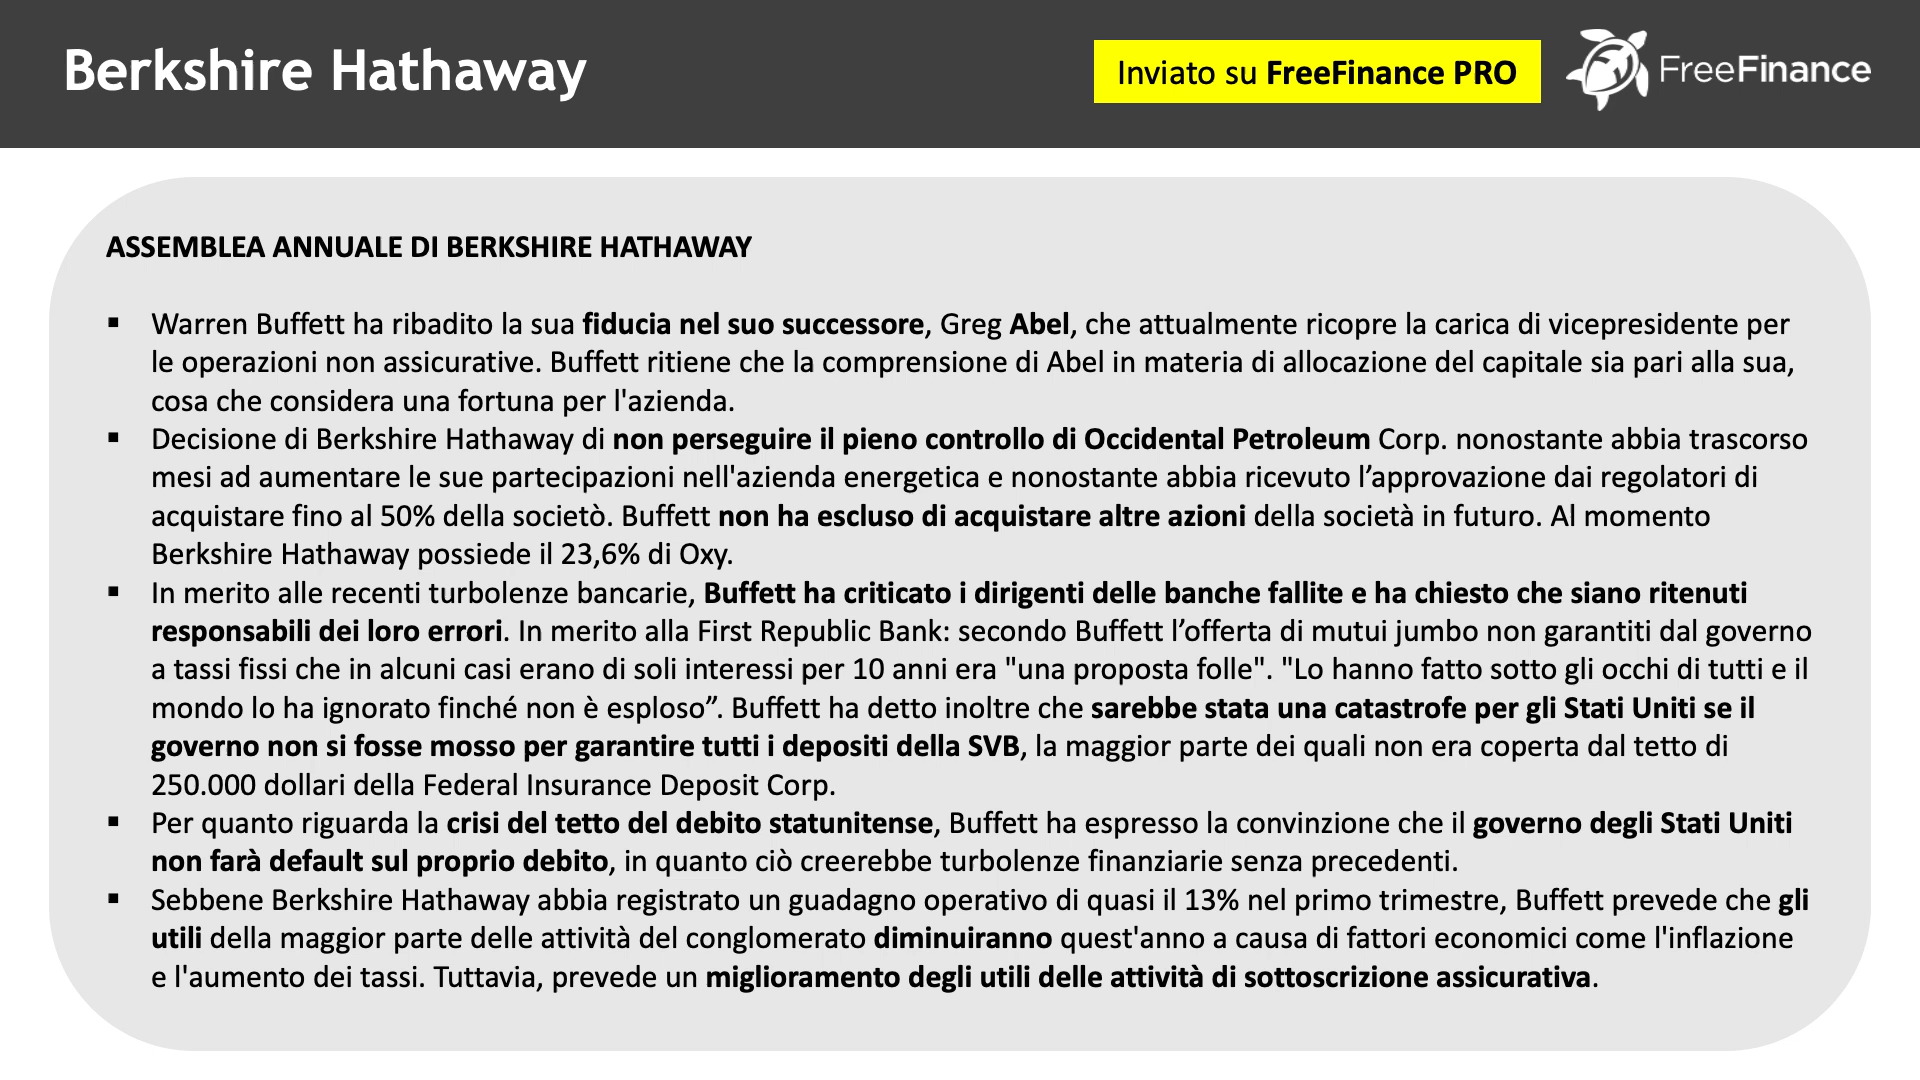 Berkshire Hathaway
Inviato su FreeFinance PRO
FreeFinance
ASSEMBLEA ANNUALE DI BERKSHIRE HATHAWAY
▪ Warren Buffett ha ribadito la sua fiducia nel suo successore, Greg Abel, che attualmente ricopre la carica di vicepresidente per
le operazioni non assicurative. Buffett ritiene che la comprensione di Abel in materia di allocazione del capitale sia pari alla sua,
cosa che considera una fortuna per l'azienda.
▪ Decisione di Berkshire Hathaway di non perseguire il pieno controllo di Occidental Petroleum Corp. nonostante abbia trascorso
mesi ad aumentare le sue partecipazioni nell'azienda energetica e nonostante abbia ricevuto l’approvazione dai regolatori di
acquistare fino al 50% della societò. Buffett non ha escluso di acquistare altre azioni della società in futuro. Al momento
Berkshire Hathaway possiede il 23,6% di Oxy.
▪ In merito alle recenti turbolenze bancarie, Buffett ha criticato i dirigenti delle banche fallite e ha chiesto che siano ritenuti
responsabili dei loro errori. In merito alla First Republic Bank: secondo Buffett l’offerta di mutui jumbo non garantiti dal governo
a tassi fissi che in alcuni casi erano di soli interessi per 10 anni era "una proposta folle". "Lo hanno fatto sotto gli occhi di tutti e il
mondo lo ha ignorato finché non è esploso”. Buffett ha detto inoltre che sarebbe stata una catastrofe per gli Stati Uniti se il
governo non si fosse mosso per garantire tutti i depositi della SVB, la maggior parte dei quali non era coperta dal tetto di
250.000 dollari della Federal Insurance Deposit Corp.
▪ Per quanto riguarda la crisi del tetto del debito statunitense, Buffett ha espresso la convinzione che il governo degli Stati Uniti
non farà default sul proprio debito, in quanto ciò creerebbe turbolenze finanziarie senza precedenti.
▪ Sebbene Berkshire Hathaway abbia registrato un guadagno operativo di quasi il 13% nel primo trimestre, Buffett prevede che gli
utili della maggior parte delle attività del conglomerato diminuiranno quest'anno a causa di fattori economici come l'inflazione
e l'aumento dei tassi. Tuttavia, prevede un miglioramento degli utili delle attività di sottoscrizione assicurativa.